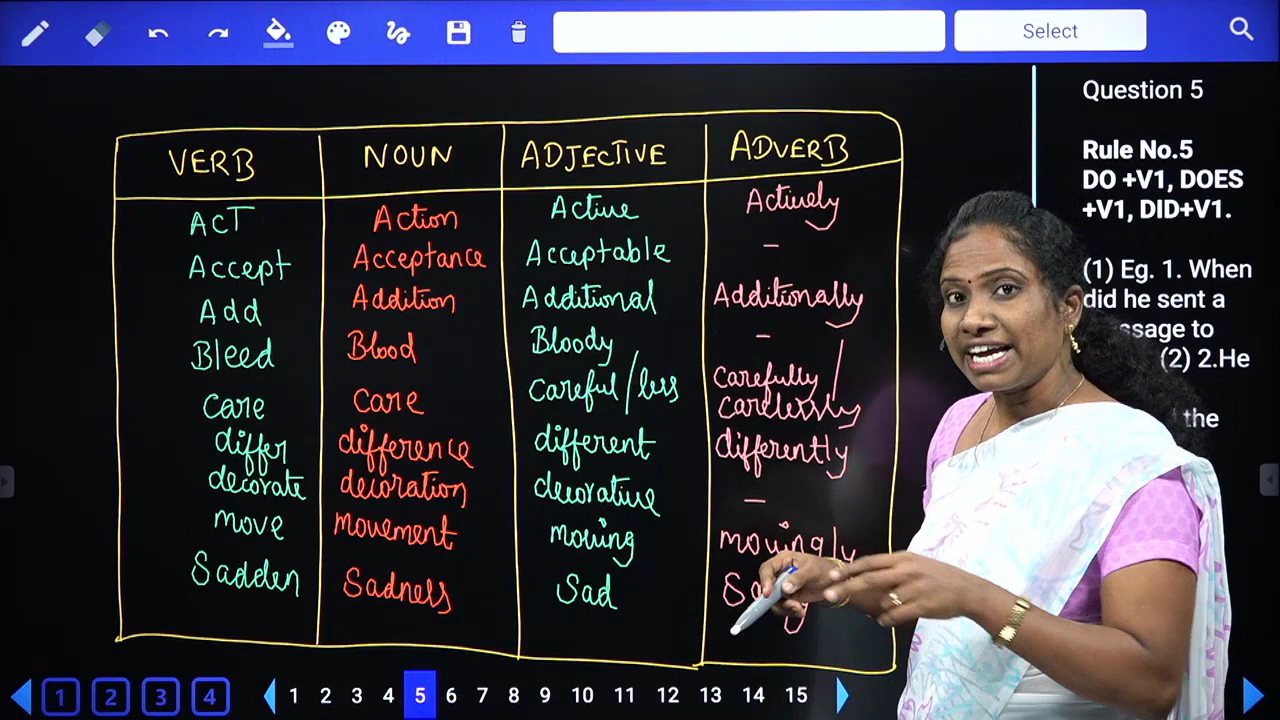 Select
Question 5
Rule No.5
DO +V1, DOES
+V1, DID+V1.
(1) Eg. 1. When
did he sent a
to
(2) 2.He
the
VERB NOUN ADJECTIVE ADVERB
AcT Action Active Actively
Accept Acceptance Acceptable –
Add Addition Additional Additionally
Bleed Blood Bloody –
care care careful/less carefully/
carelessly
differ difference different differently
decorate decoration decorative –
move movement moving movingly
Sadden Sadness Sad
1 2 3 4 1 2 3 4 5 6 7 8 9 10 11 12 13 14 15